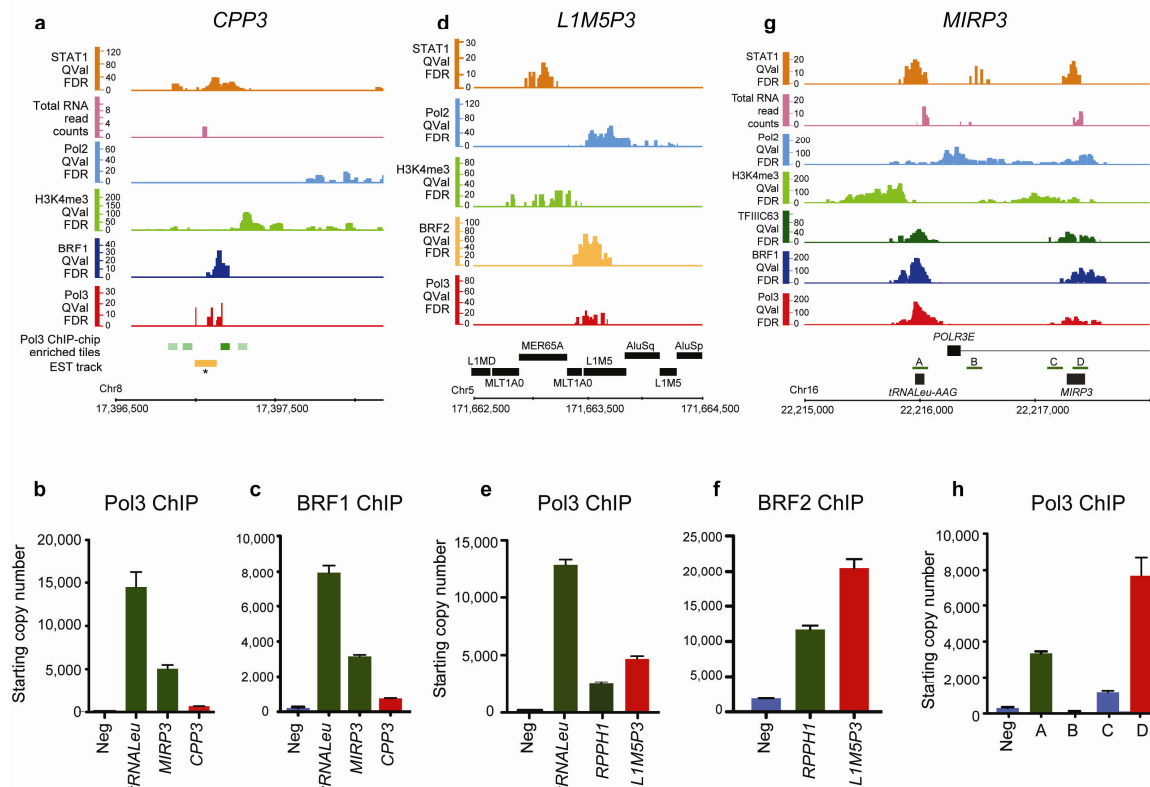 a
CPP3
STAT1
QVal
FDR
120
80
40
0
Total RNA
read
counts
8
4
0
Pol2
QVal
FDR
60
40
20
0
H3K4me3
QVal
FDR
200
150
100
50
0
BRF1
QVal
FDR
40
30
20
10
0
Pol3
QVal
FDR
30
20
10
0
Pol3 ChIP-chip
enriched tiles
EST track
*
Chr8
17,396,500 17,397,500
d
L1M5P3
STAT1
QVal
FDR
30
20
10
0
Pol2
QVal
FDR
120
80
40
0
H3K4me3
QVal
FDR
80
60
40
20
0
BRF2
QVal
FDR
100
80
60
40
20
0
Pol3
QVal
FDR
80
60
40
20
0
MER65A AluSq AluSp
L1MD L1M5
MLT1A0 MLT1A0 L1M5
Chr5
171,662,500 171,663,500 171,664,500
g
MIRP3
STAT1
QVal
FDR
20
10
0
Total RNA
read
counts
20
10
0
Pol2
QVal
FDR
200
100
0
H3K4me3
QVal
FDR
200
150
100
50
0
TFIIIC63
QVal
FDR
80
40
0
BRF1
QVal
FDR
200
100
0
Pol3
QVal
FDR
200
100
0
POLR3E
A B C D
tRNALeu-AAG MIRP3
Chr16
22,215,000 22,216,000 22,217,000
b
Pol3 ChIP
Starting copy number
20,000
15,000
10,000
5,000
0
Neg
RNALeu
MIRP3
CPP3
c
BRF1 ChIP
10,000
8,000
6,000
4,000
2,000
0
Neg
RNALeu
MIRP3
CPP3
e
Pol3 ChIP
Starting copy number
15,000
10,000
5,000
0
Neg
RNALeu
RPPH1
L1M5P3
f
BRF2 ChIP
25,000
20,000
15,000
10,000
5,000
0
Neg
RPPH1
L1M5P3
h
Pol3 ChIP
Starting copy number
10,000
8,000
6,000
4,000
2,000
0
Neg
A
B
C
D